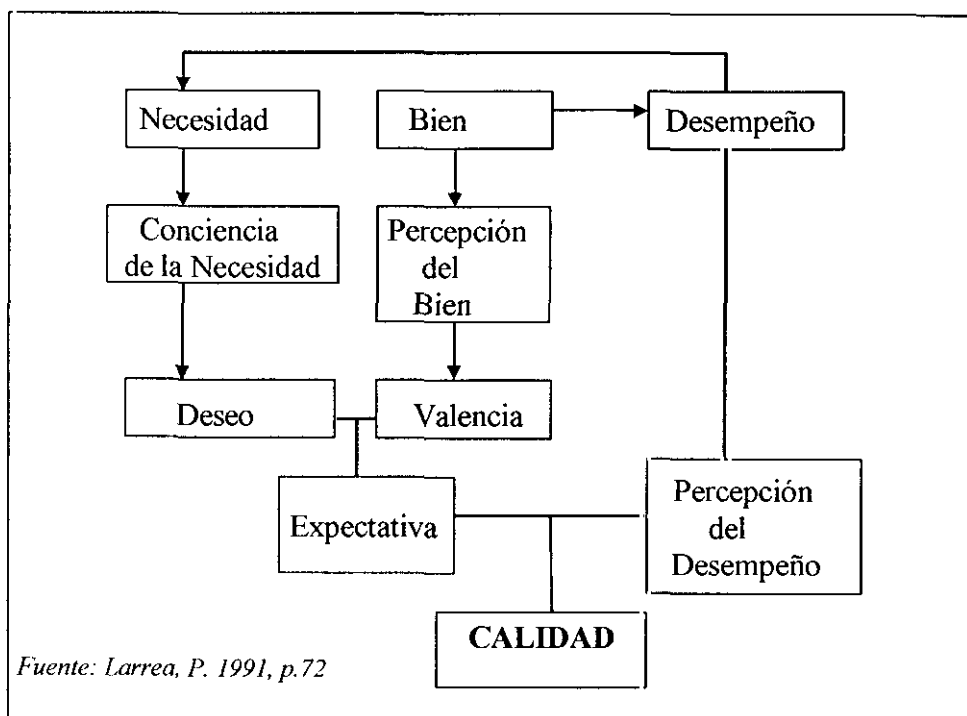 Necesidad
Bien
Desempeño
Conciencia
de la Necesidad
Percepción
del
Bien
Deseo
Valencia
Expectativa
Percepción
del
Desempeño
CALIDAD
Fuente: Larrea, P. 1991, p.72